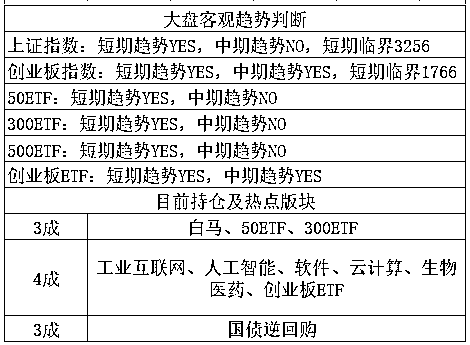 大盘客观趋势判断
上证指数：短期趋势YES，中期趋势NO，短期临界3256
创业板指数：短期趋势YES，中期趋势YES，短期临界1766
50ETF：短期趋势YES，中期趋势NO
300ETF：短期趋势YES，中期趋势NO
500ETF：短期趋势YES，中期趋势NO
创业板ETF：短期趋势YES，中期趋势YES
目前持仓及热点版块
3成 白马、50ETF、300ETF
4成 工业互联网、人工智能、软件、云计算、生物
医药、创业板ETF
3成 国债逆回购